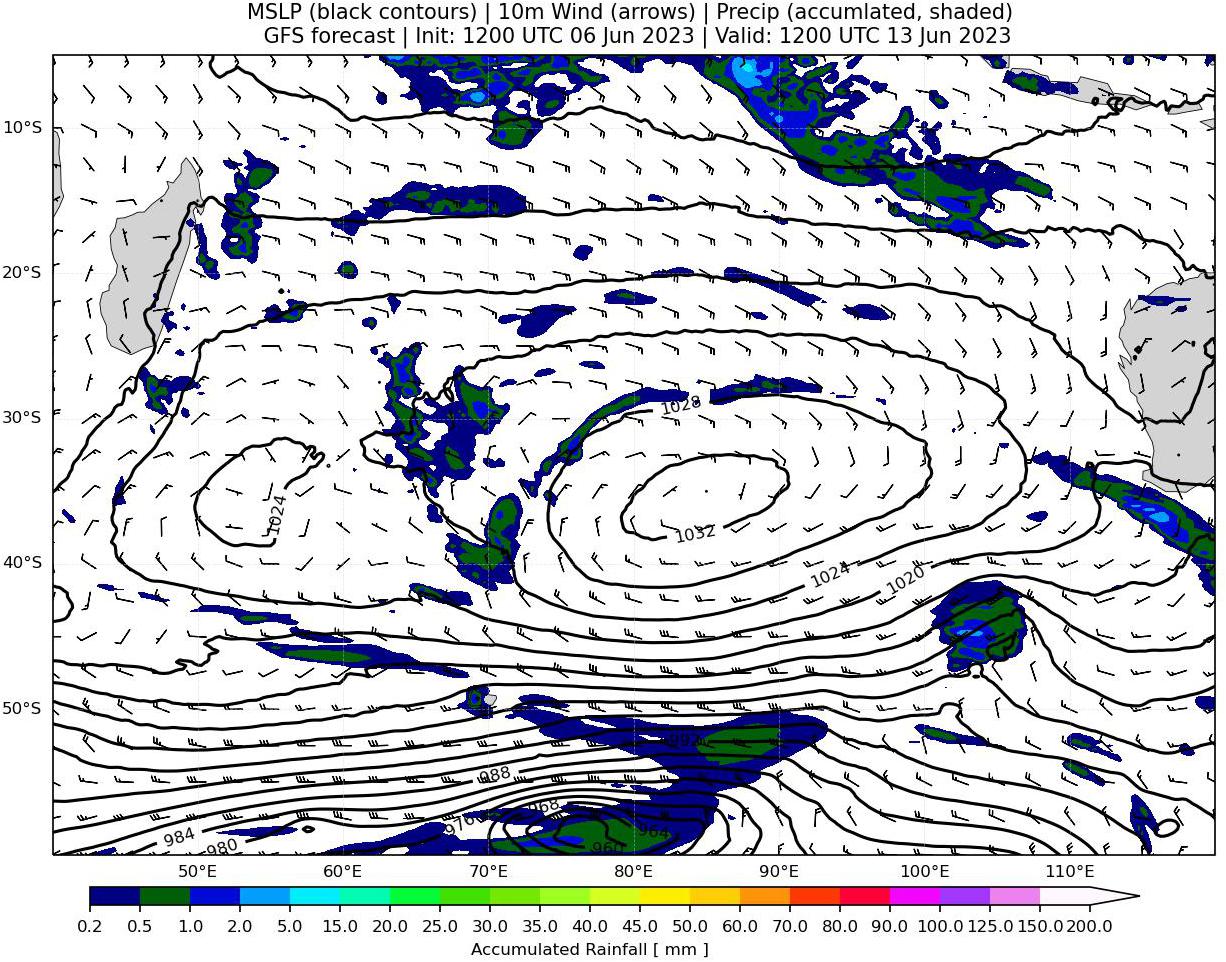 MSLP (black contours) | 10m Wind (arrows) | Precip (accumlated, shaded)
GFS forecast | Init: 1200 UTC 06 Jun 2023 | Valid: 1200 UTC 13 Jun 2023
10°S
20°S
30°S
40°S
50°S
1028
1024
1032
1024
1020
992
988
968
976
984
980
964
960
50°E
60°E
70°E
80°E
90°E
100°E
110°E
0.2 0.5 1.0 2.0 5.0 10.0 15.0 20.0 25.0 30.0 35.0 40.0 45.0 50.0 60.0 70.0 80.0 90.0 100.0 125.0 150.0 200.0
Accumulated Rainfall [ mm ]